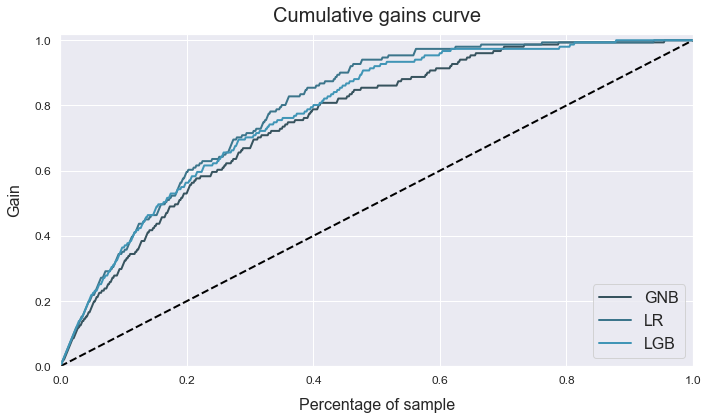 Cumulative gains curve
1.0
0.8
0.6
0.4
0.2
0.0
Gain
GNB
LR
LGB
0.0 0.2 0.4 0.6 0.8 1.0
Percentage of sample